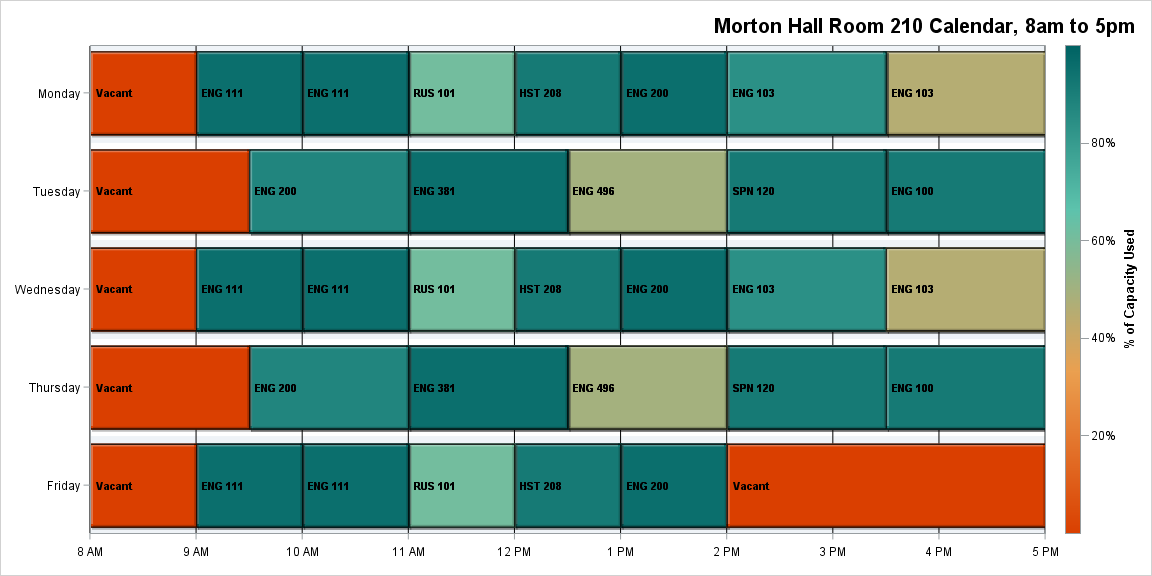 Morton Hall Room 210 Calendar, 8am to 5pm
Monday Vacant ENG 111 ENG 111 RUS 101 HST 208 ENG 200 ENG 103 ENG 103
Tuesday Vacant ENG 200 ENG 381 ENG 496 SPN 120 ENG 100
Wednesday Vacant ENG 111 ENG 111 RUS 101 HST 208 ENG 200 ENG 103 ENG 103
Thursday Vacant ENG 200 ENG 381 ENG 496 SPN 120 ENG 100
Friday Vacant ENG 111 ENG 111 RUS 101 HST 208 ENG 200 Vacant
8 AM 9 AM 10 AM 11 AM 12 PM 1 PM 2 PM 3 PM 4 PM 5 PM
80%
60%
40%
20%
% of Capacity Used